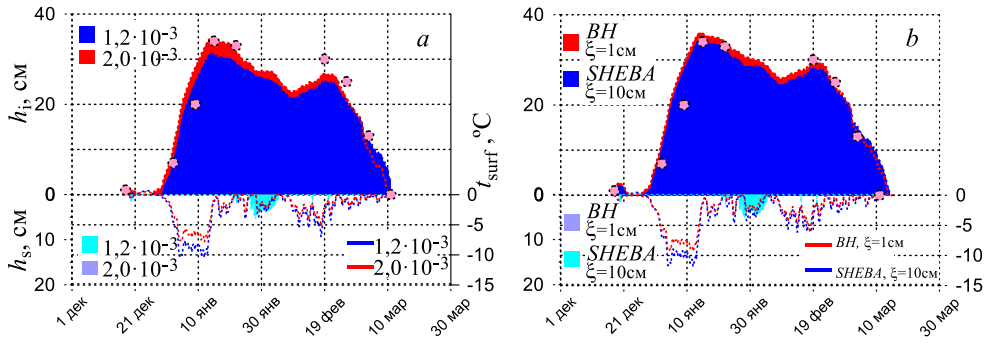 a
1,2·10⁻³
2,0·10⁻³
hᵢ, см
40
20
0
0
-5
-10
-15
t_surf, °C
hₛ, см
0
10
20
1,2·10⁻³
2,0·10⁻³
1,2·10⁻³
2,0·10⁻³
1 дек
21 дек
10 янв
30 янв
19 фев
10 мар
30 мар
b
BH
ξ=1см
SHEBA
ξ=10см
40
20
0
0
-5
-10
-15
10
20
BH
ξ=1см
SHEBA
ξ=10см
BH, ξ=1см
SHEBA, ξ=10см
1 дек
21 дек
10 янв
30 янв
19 фев
10 мар
30 мар